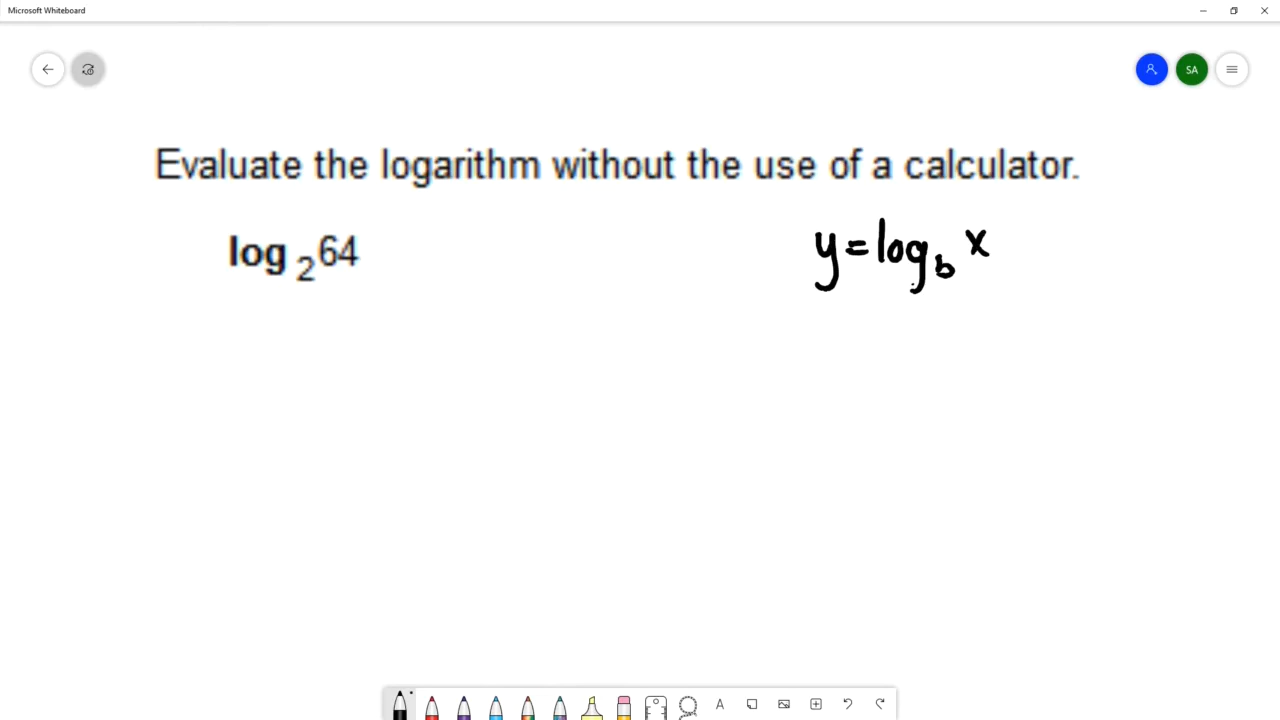 Microsoft Whiteboard
SA
Evaluate the logarithm without the use of a calculator.
log ₂64
y = log_b x
A